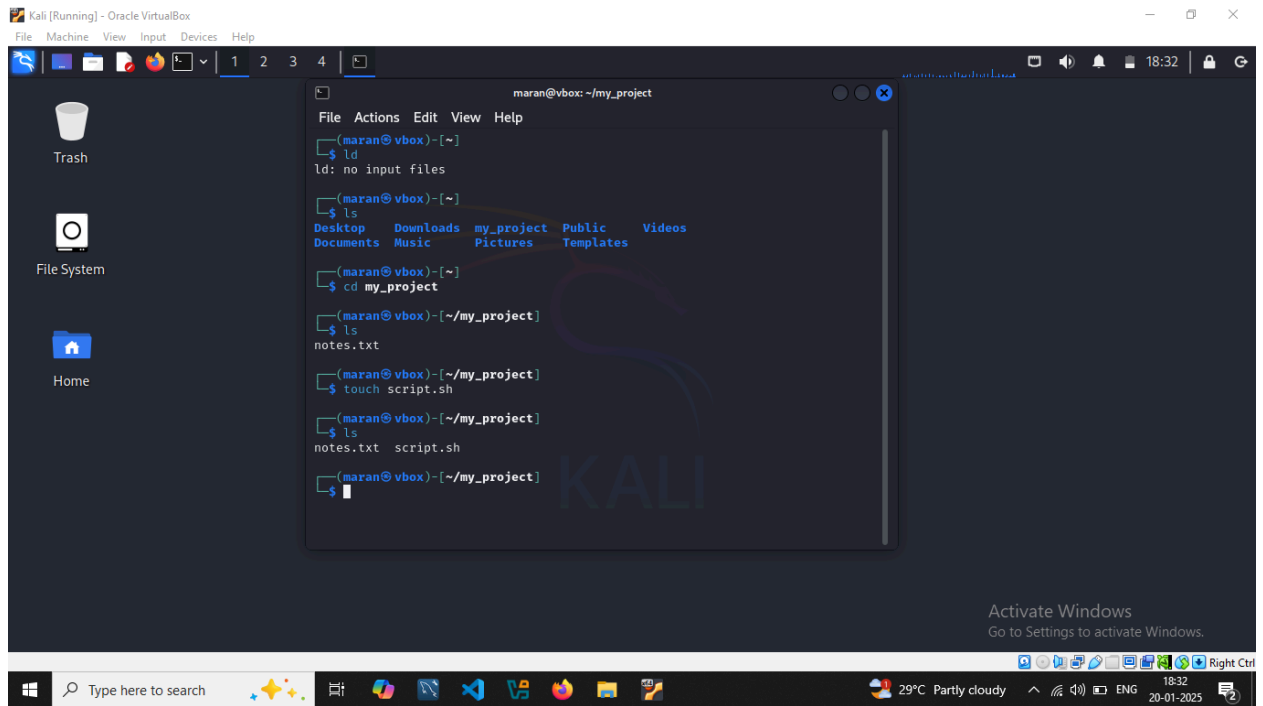 Kali [Running] - Oracle VirtualBox
File Machine View Input Devices Help
1 2 3 4
18:32
Trash
File System
Home
maran@vbox: ~/my_project
File Actions Edit View Help
┌──(maran㉿vbox)-[~]
└─$ ld
ld: no input files
┌──(maran㉿vbox)-[~]
└─$ ls
Desktop Downloads my_project Public Videos
Documents Music Pictures Templates
┌──(maran㉿vbox)-[~]
└─$ cd my_project
┌──(maran㉿vbox)-[~/my_project]
└─$ ls
notes.txt
┌──(maran㉿vbox)-[~/my_project]
└─$ touch script.sh
┌──(maran㉿vbox)-[~/my_project]
└─$ ls
notes.txt script.sh
┌──(maran㉿vbox)-[~/my_project]
└─$
KALI
Activate Windows
Go to Settings to activate Windows.
Right Ctrl
Type here to search
29°C Partly cloudy
ENG
18:32
20-01-2025
2